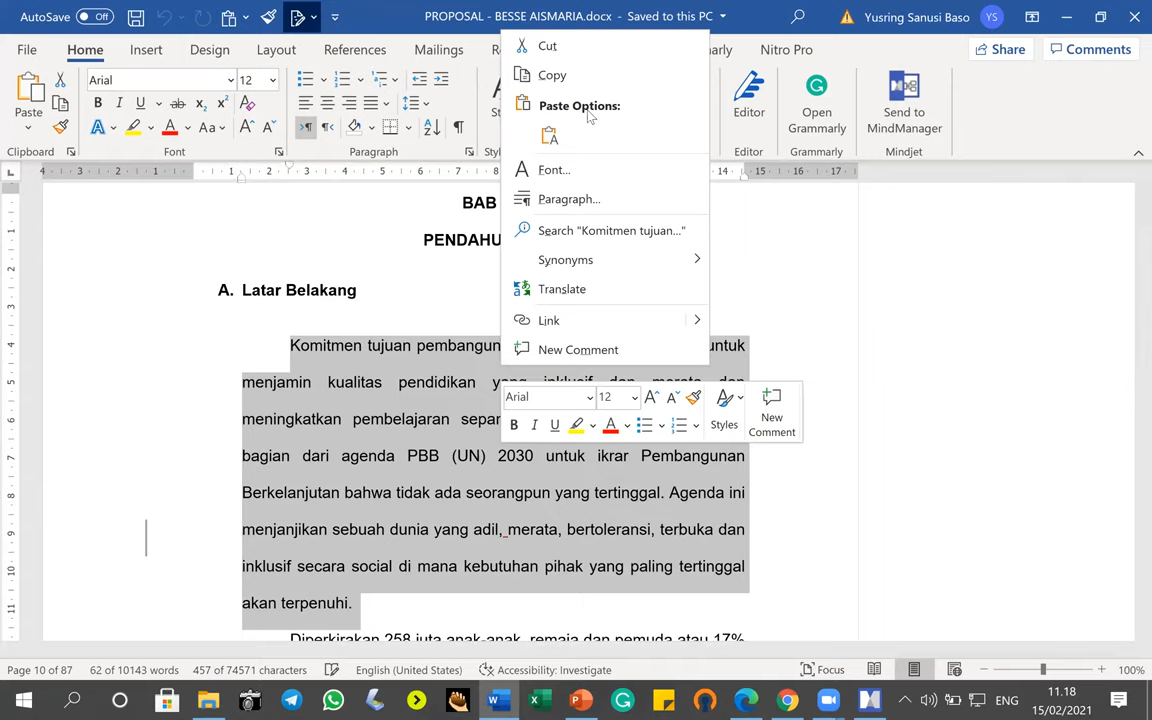 AutoSave Off PROPOSAL - BESSE AISMARIA.docx - Saved to this PC Yusring Sanusi Baso YS
File Home Insert Design Layout References Mailings Nitro Pro Share Comments
Arial 12
Paste Editor Open Grammarly Send to MindManager
Clipboard Font Paragraph Editor Grammarly Mindjet
Cut
Copy
Paste Options:
Font...
Paragraph...
Search "Komitmen tujuan..."
Synonyms
Translate
Link
New Comment
Arial 12
Styles New Comment
BAB
PENDAHU
A. Latar Belakang
Komitmen tujuan pembangun untuk
menjamin kualitas pendidikan yang inklusif dan merata dan
meningkatkan pembelajaran sepan
bagian dari agenda PBB (UN) 2030 untuk ikrar Pembangunan
Berkelanjutan bahwa tidak ada seorangpun yang tertinggal. Agenda ini
menjanjikan sebuah dunia yang adil, merata, bertoleransi, terbuka dan
inklusif secara social di mana kebutuhan pihak yang paling tertinggal
akan terpenuhi.
Diperkirakan 258 juta anak-anak, remaja dan pemuda atau 17%
Page 10 of 87 62 of 10143 words 457 of 74571 characters English (United States) Accessibility: Investigate Focus 100%
ENG 11.18
15/02/2021